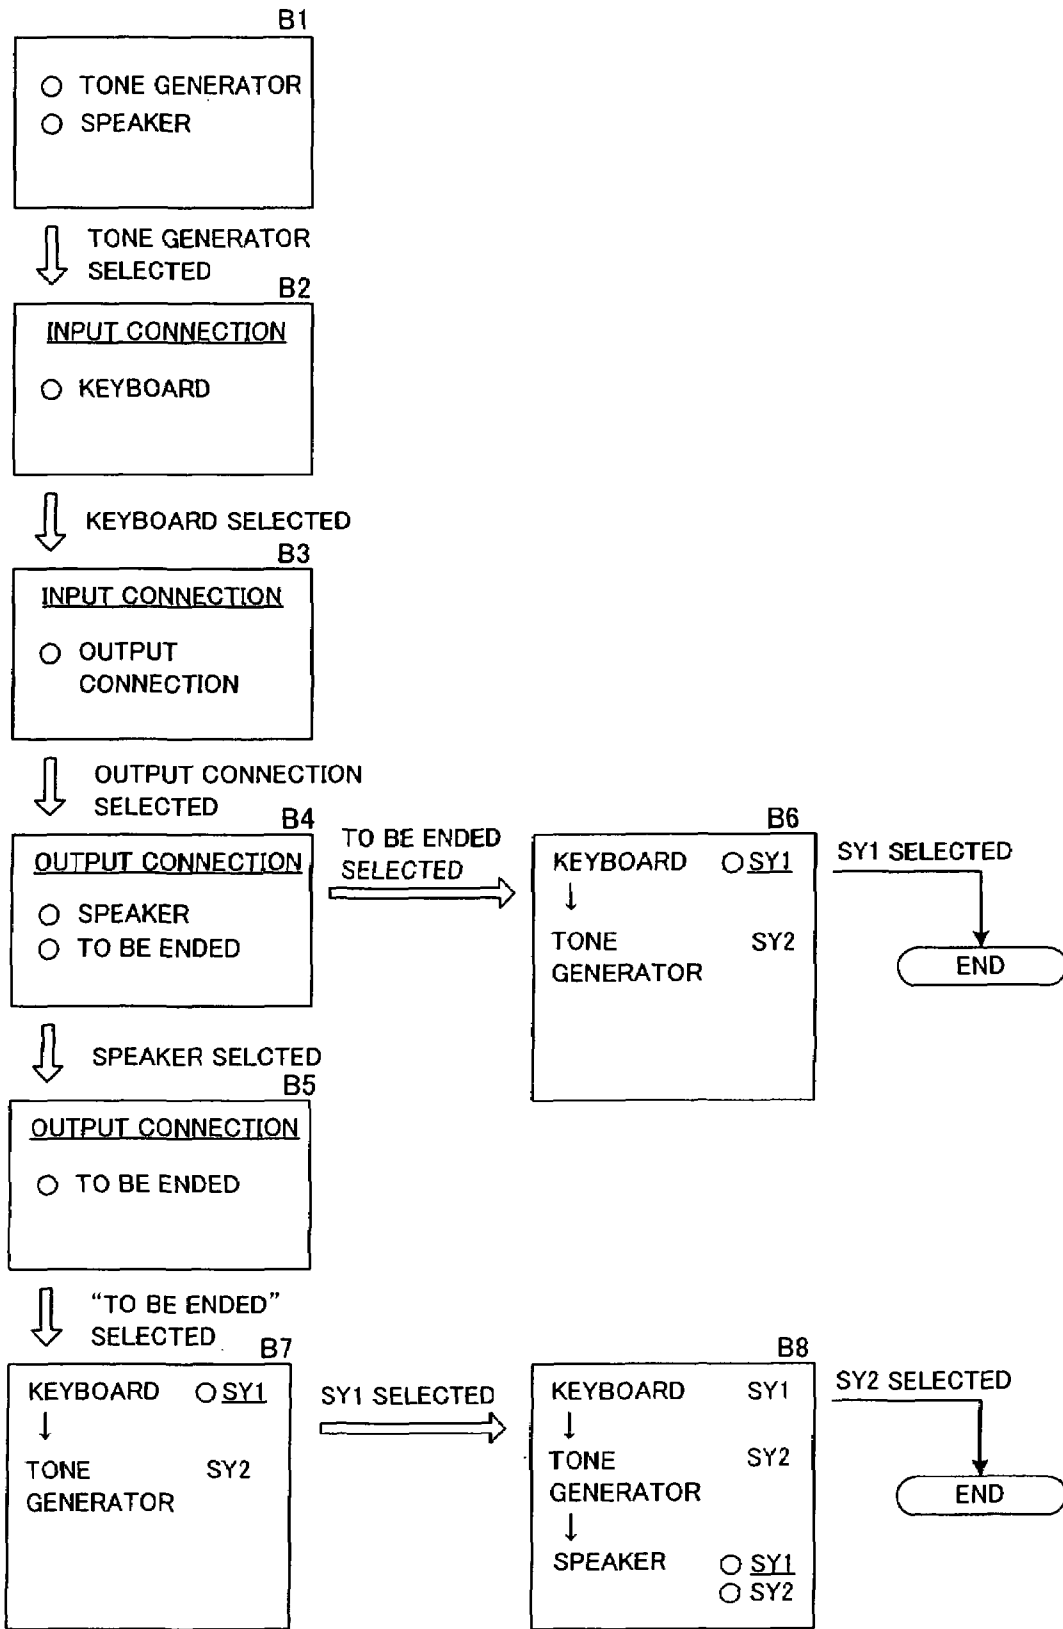 B1
○ TONE GENERATOR
○ SPEAKER
TONE GENERATOR
SELECTED
B2
INPUT CONNECTION
○ KEYBOARD
KEYBOARD SELECTED
B3
INPUT CONNECTION
○ OUTPUT
CONNECTION
OUTPUT CONNECTION
SELECTED
B4
OUTPUT CONNECTION
○ SPEAKER
○ TO BE ENDED
TO BE ENDED
SELECTED
B6
KEYBOARD ○ SY1
↓
TONE SY2
GENERATOR
SY1 SELECTED
END
SPEAKER SELCTED
B5
OUTPUT CONNECTION
○ TO BE ENDED
"TO BE ENDED"
SELECTED
B7
KEYBOARD ○ SY1
↓
TONE SY2
GENERATOR
SY1 SELECTED
B8
KEYBOARD SY1
↓
TONE SY2
GENERATOR
↓
SPEAKER ○ SY1
○ SY2
SY2 SELECTED
END